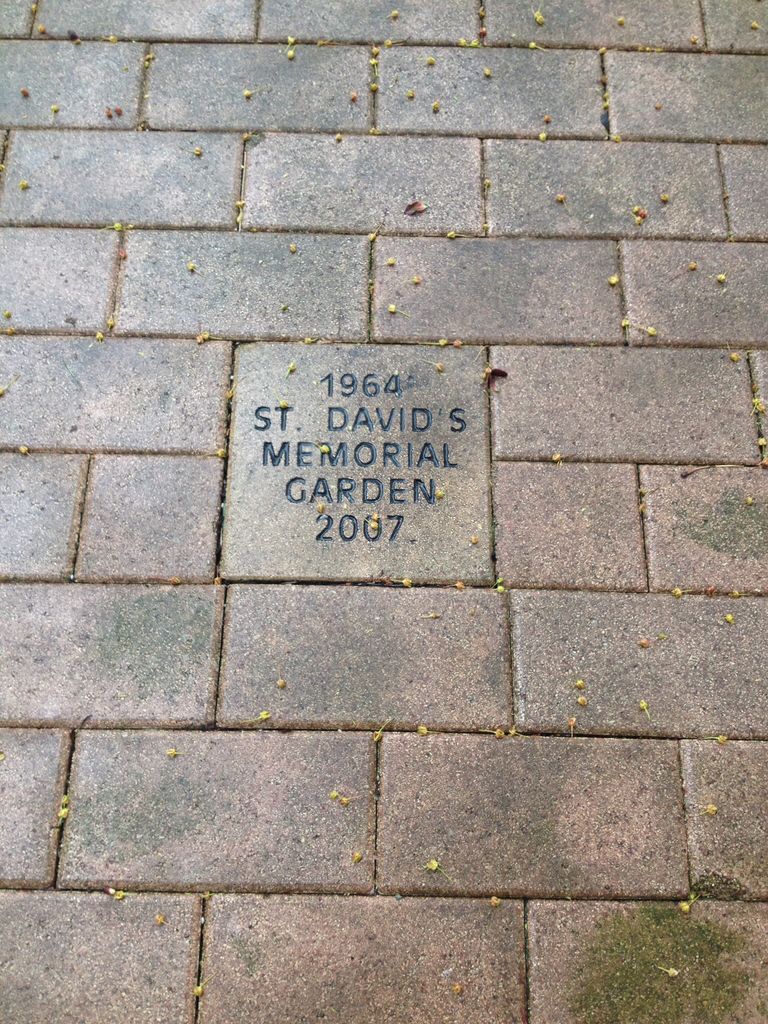 1964
ST. DAVID'S
MEMORIAL
GARDEN
2007